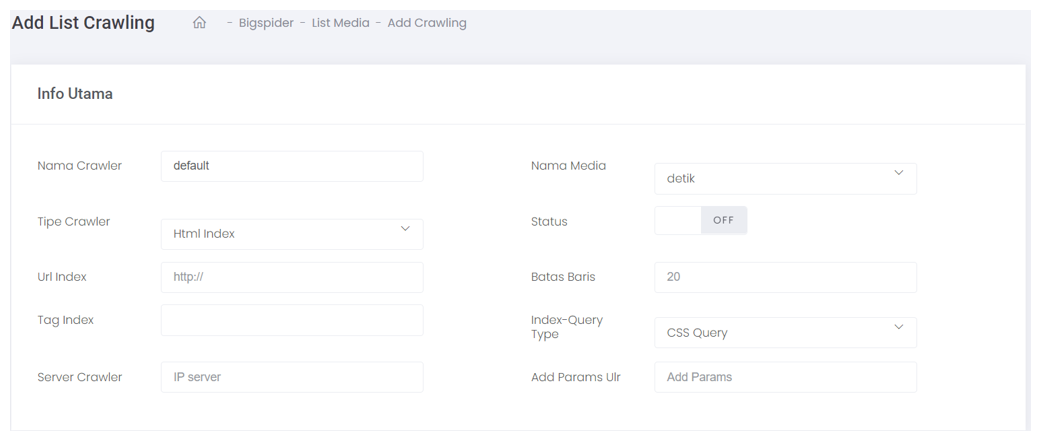 Add List Crawling - Bigspider - List Media - Add Crawling
Info Utama
Nama Crawler default Nama Media detik
Tipe Crawler Html Index Status OFF
Url Index http:// Batas Baris 20
Tag Index Index-Query
Type CSS Query
Server Crawler IP server Add Params Ulr Add Params